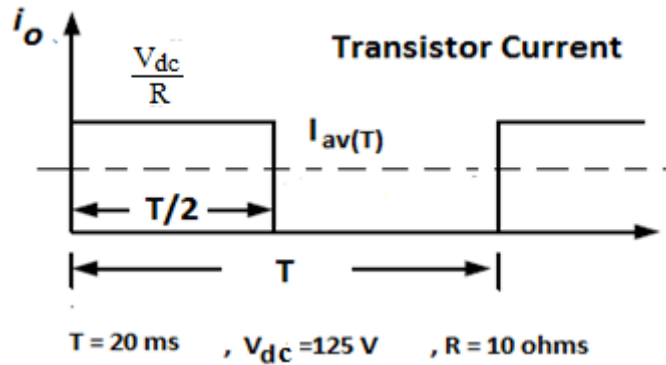 i_o
Transistor Current
V_dc
R
I_av(T)
T/2
T
T = 20 ms , V_dc =125 V , R = 10 ohms